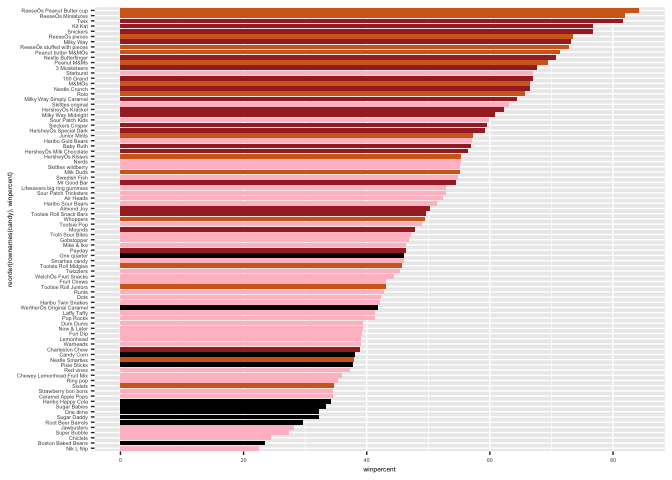 ReeseÕs Peanut Butter cup
ReeseÕs Miniatures
Twix
Kit Kat
Snickers
ReeseÕs pieces
Milky Way
ReeseÕs stuffed with pieces
Peanut butter M&MÕs
Nestle Butterfinger
Peanut M&Ms
3 Musketeers
Starburst
100 Grand
M&MÕs
Nestle Crunch
Rolo
Milky Way Simply Caramel
Skittles original
HersheyÕs Krackel
Milky Way Midnight
Sour Patch Kids
Snickers Crisper
HersheyÕs Special Dark
Junior Mints
Haribo Gold Bears
Baby Ruth
HersheyÕs Milk Chocolate
HersheyÕs Kisses
Nerds
Skittles wildberry
Milk Duds
Swedish Fish
Mr Good Bar
Lifesavers big ring gummies
Sour Patch Tricksters
Air Heads
Haribo Sour Bears
Almond Joy
Tootsie Roll Snack Bars
Whoppers
Tootsie Pop
Mounds
Trolli Sour Bites
Gobstopper
Mike & Ike
Payday
One quarter
Smarties candy
Tootsie Roll Midgies
Twizzlers
WelchÕs Fruit Snacks
Fruit Chews
Tootsie Roll Juniors
Runts
Dots
Haribo Twin Snakes
WertherÕs Original Caramel
Laffy Taffy
Pop Rocks
Dum Dums
Now & Later
Fun Dip
Lemonhead
Warheads
Charleston Chew
Candy Corn
Nestle Smarties
Pixie Sticks
Red vines
Chewey Lemonhead Fruit Mix
Ring pop
Sixlets
Strawberry bon bons
Caramel Apple Pops
Haribo Happy Cola
Sugar Babies
One dime
Sugar Daddy
Root Beer Barrels
Jawbusters
Super Bubble
Chiclets
Boston Baked Beans
Nik L Nip
reorder(rownames(candy), winpercent)
0 20 40 60 80
winpercent